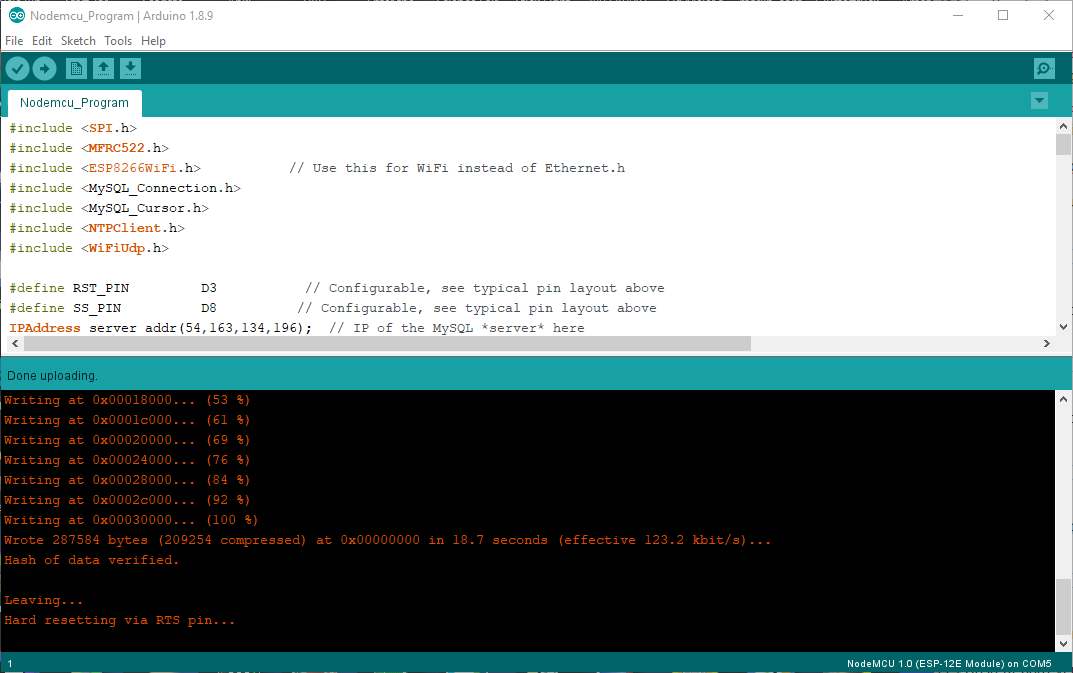 Nodemcu_Program | Arduino 1.8.9
File Edit Sketch Tools Help
Nodemcu_Program
#include <SPI.h>
#include <MFRC522.h>
#include <ESP8266WiFi.h> // Use this for WiFi instead of Ethernet.h
#include <MySQL_Connection.h>
#include <MySQL_Cursor.h>
#include <NTPClient.h>
#include <WiFiUdp.h>
#define RST_PIN D3 // Configurable, see typical pin layout above
#define SS_PIN D8 // Configurable, see typical pin layout above
IPAddress server_addr(54,163,134,196); // IP of the MySQL *server* here
Done uploading.
Writing at 0x00018000... (53 %)
Writing at 0x0001c000... (61 %)
Writing at 0x00020000... (69 %)
Writing at 0x00024000... (76 %)
Writing at 0x00028000... (84 %)
Writing at 0x0002c000... (92 %)
Writing at 0x00030000... (100 %)
Wrote 287584 bytes (209254 compressed) at 0x00000000 in 18.7 seconds (effective 123.2 kbit/s)...
Hash of data verified.
Leaving...
Hard resetting via RTS pin...
1 NodeMCU 1.0 (ESP-12E Module) on COM5